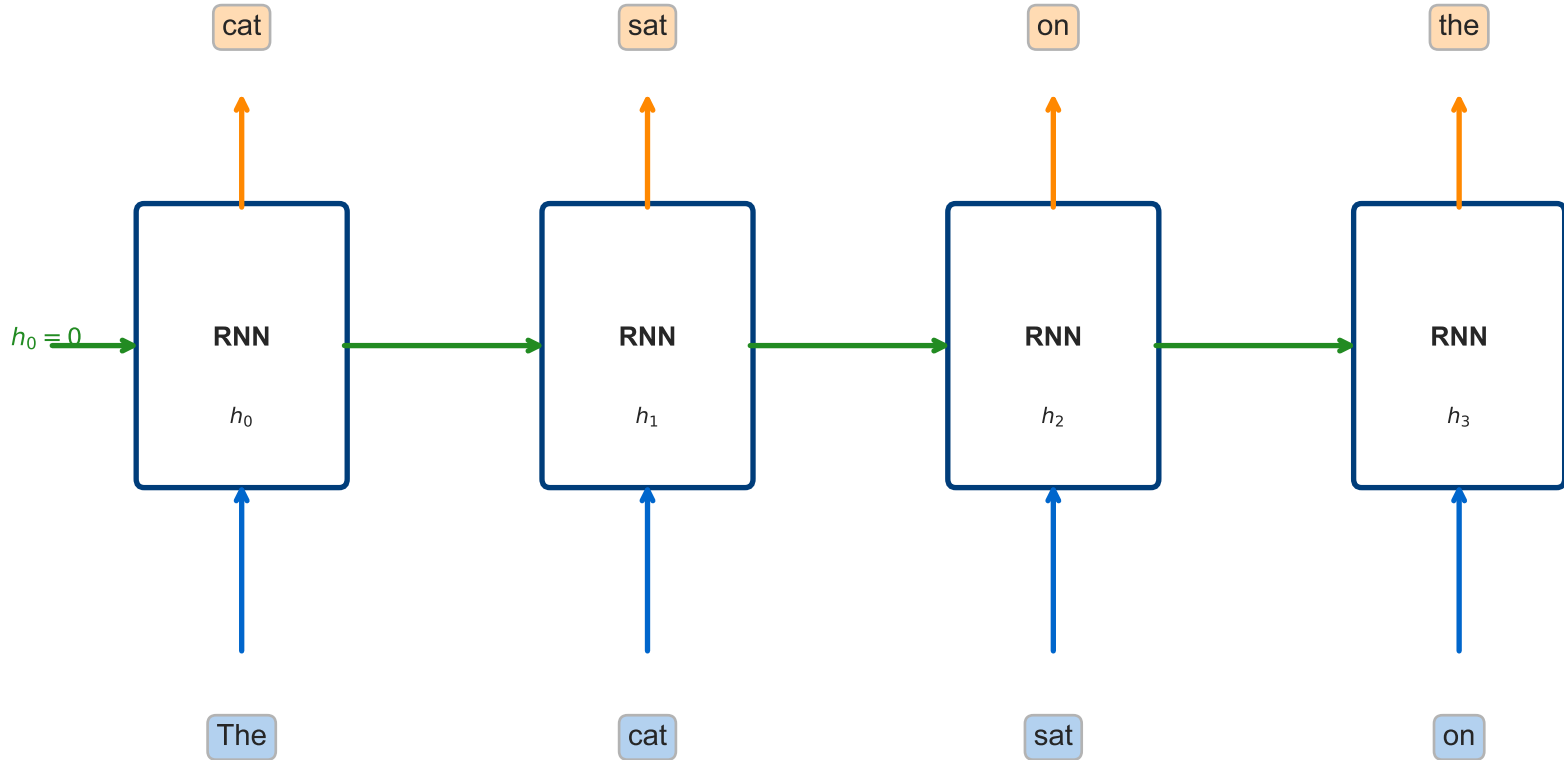 cat sat on the
h₀ = 0 RNN RNN RNN RNN
h₀ h₁ h₂ h₃
The cat sat on